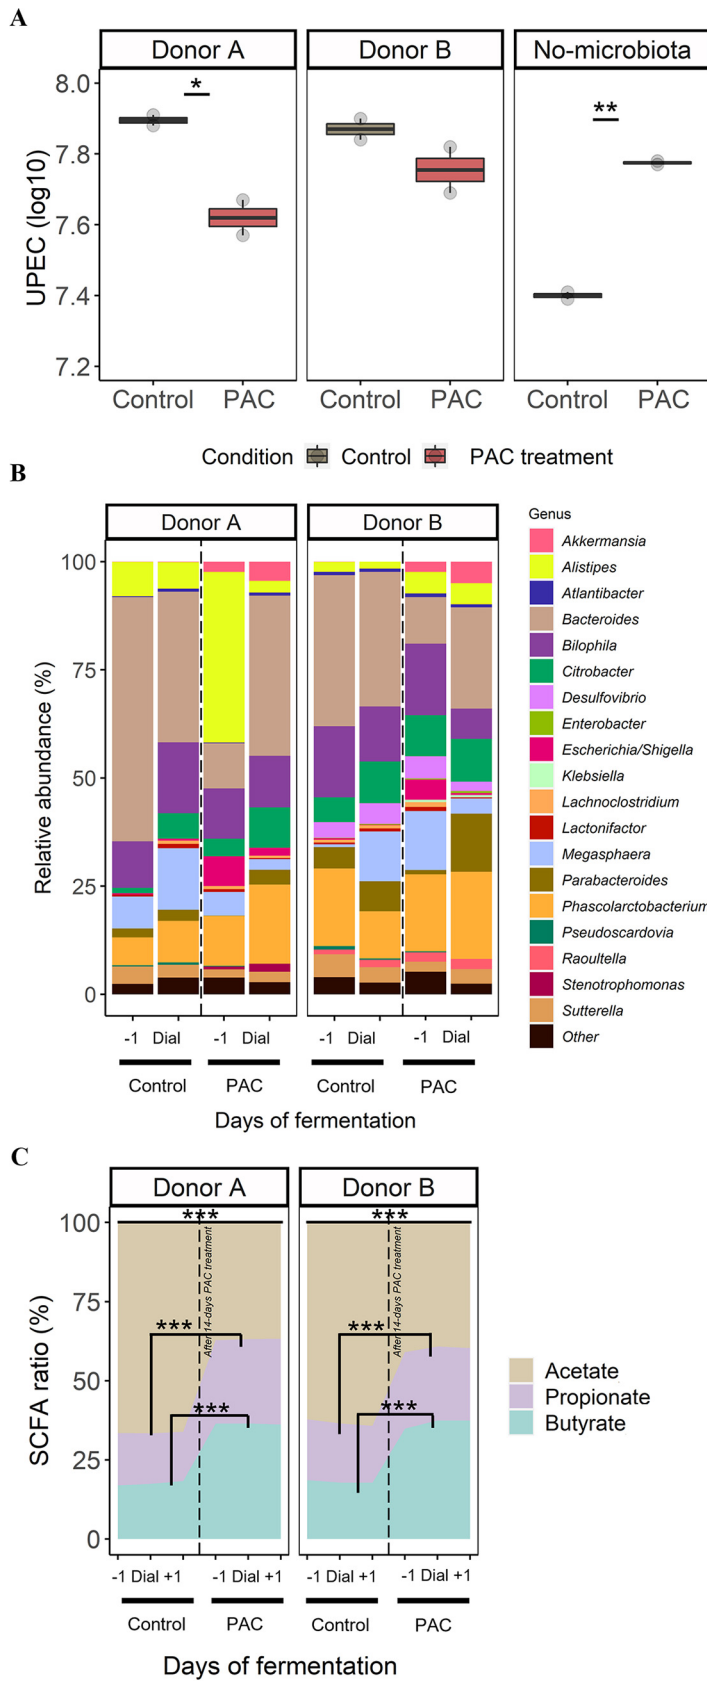 A
Donor A
Donor B
No-microbiota
UPEC (log10)
8.0
7.8
7.6
7.4
7.2
*
**
Control
PAC
Control
PAC
Control
PAC
Condition Control PAC treatment
B
Donor A
Donor B
Relative abundance (%)
100
75
50
25
0
-1 Dial -1 Dial
-1 Dial -1 Dial
Control
PAC
Control
PAC
Days of fermentation
Genus
Akkermansia
Alistipes
Atlantibacter
Bacteroides
Bilophila
Citrobacter
Desulfovibrio
Enterobacter
Escherichia/Shigella
Klebsiella
Lachnoclostridium
Lactonifactor
Megasphaera
Parabacteroides
Phascolarctobacterium
Pseudoscardovia
Raoultella
Stenotrophomonas
Sutterella
Other
C
Donor A
Donor B
SCFA ratio (%)
100
75
50
25
0
***
***
***
After 14-days PAC treatment
***
***
***
After 14-days PAC treatment
-1 Dial +1 -1 Dial +1
-1 Dial +1 -1 Dial +1
Control
PAC
Control
PAC
Days of fermentation
Acetate
Propionate
Butyrate